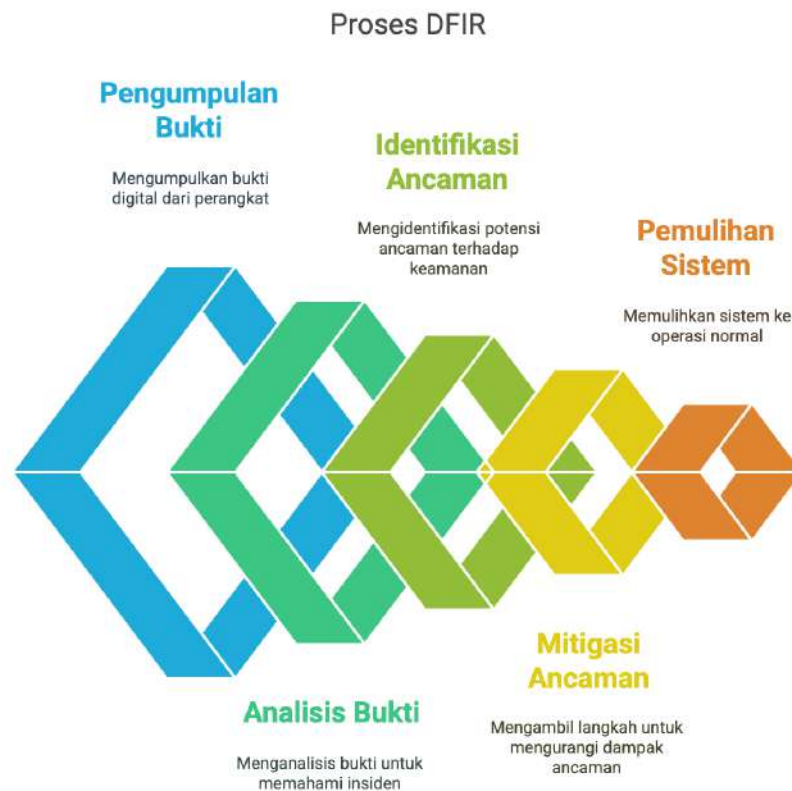 Proses DFIR
Pengumpulan
Bukti
Mengumpulkan bukti
digital dari perangkat
Identifikasi
Ancaman
Mengidentifikasi potensi
ancaman terhadap
keamanan
Pemulihan
Sistem
Memulihkan sistem ke
operasi normal
Analisis Bukti
Menganalisis bukti untuk
memahami insiden
Mitigasi
Ancaman
Mengambil langkah untuk
mengurangi dampak
ancaman